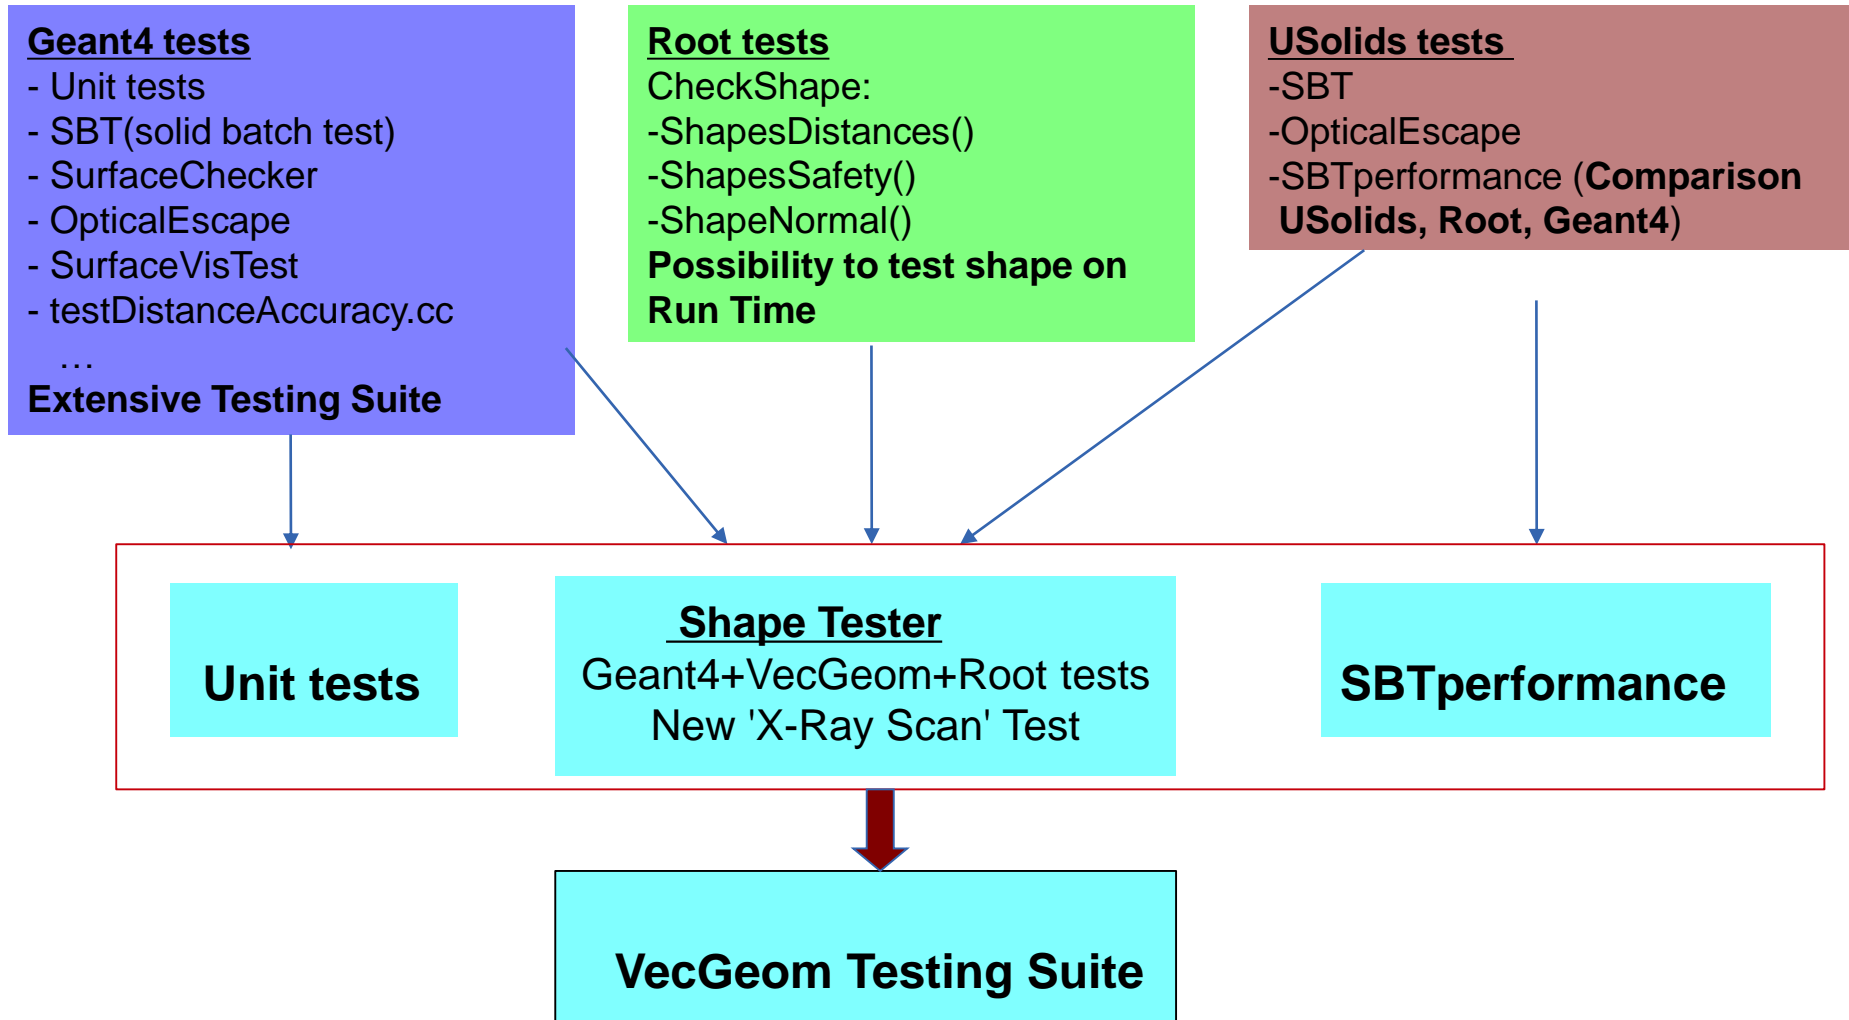 Geant4 tests
- Unit tests
- SBT(solid batch test)
- SurfaceChecker
- OpticalEscape
- SurfaceVisTest
- testDistanceAccuracy.cc
...
Extensive Testing Suite
Root tests
CheckShape:
-ShapesDistances()
-ShapesSafety()
-ShapeNormal()
Possibility to test shape on
Run Time
USolids tests
-SBT
-OpticalEscape
-SBTperformance (Comparison
USolids, Root, Geant4)
Unit tests
Shape Tester
Geant4+VecGeom+Root tests
New 'X-Ray Scan' Test
SBTperformance
VecGeom Testing Suite